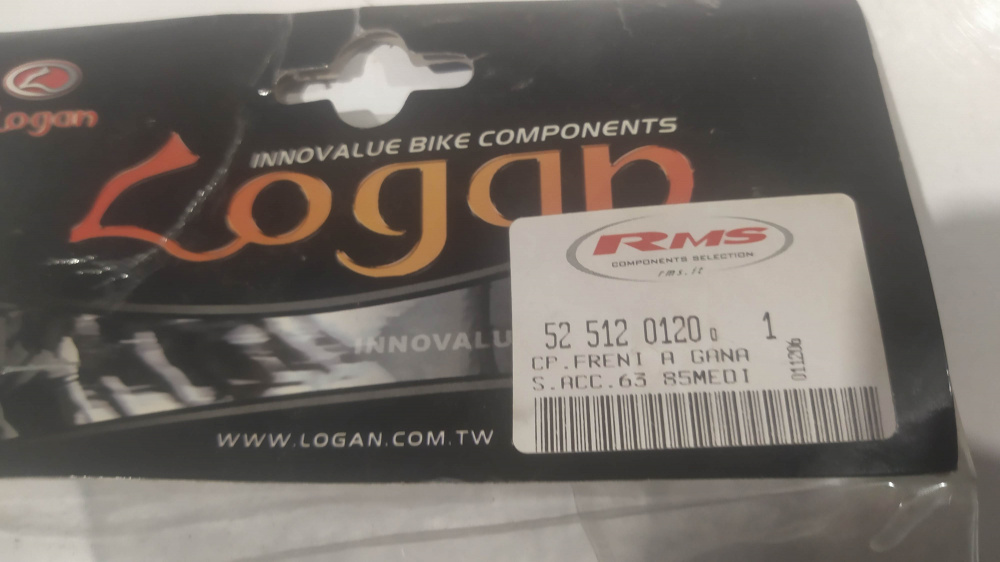 Logan
INNOVALUE BIKE COMPONENTS
Logan
RMS
COMPONENTS SELECTION
rms.it
52 512 0120 0 1
CP.FRENI A GANA
S.ACC.63 85MEDI
011206
INNOVALU
WWW.LOGAN.COM.TW